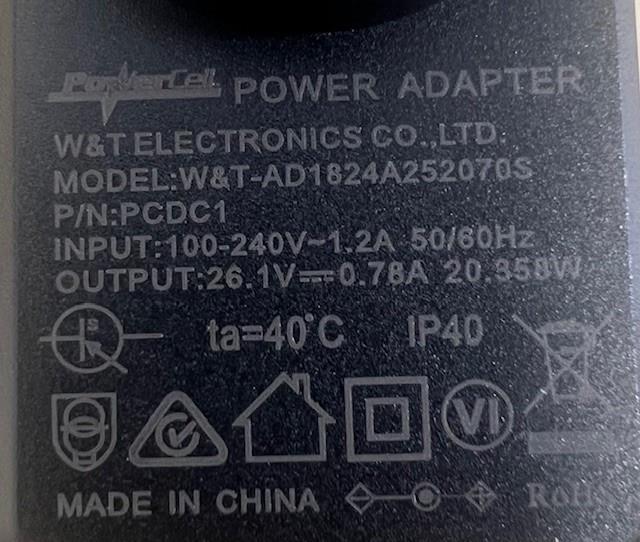 PowerCell POWER ADAPTER
W&T ELECTRONICS CO.,LTD.
MODEL:W&T-AD1824A252070S
P/N:PCDC1
INPUT:100-240V~1.2A 50/60Hz
OUTPUT:26.1V⎓0.78A 20.358W
S
ta=40°C IP40
VI
MADE IN CHINA RoHS